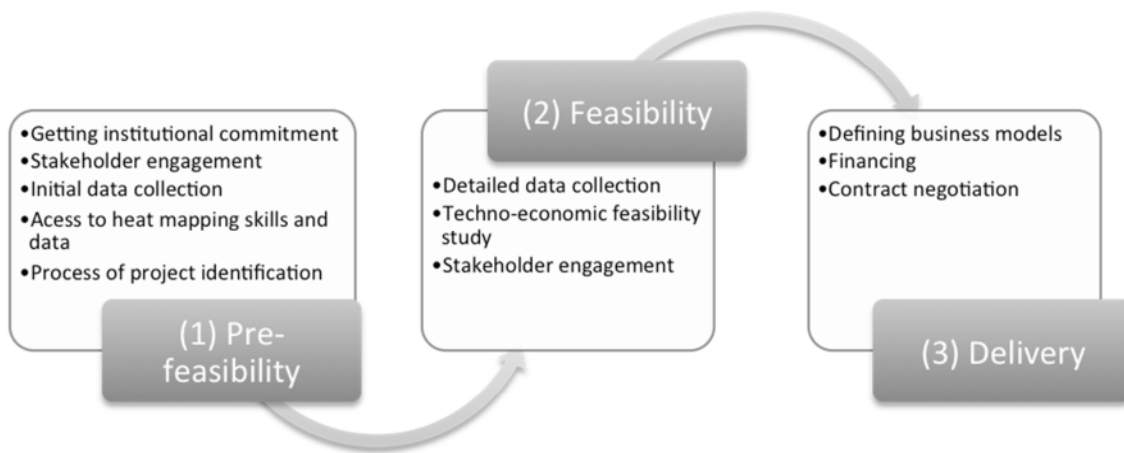 •Getting institutional commitment
•Stakeholder engagement
•Initial data collection
•Acess to heat mapping skills and
data
•Process of project identification
(1) Pre-
feasibility
(2) Feasibility
•Detailed data collection
•Techno-economic feasibility
study
•Stakeholder engagement
•Defining business models
•Financing
•Contract negotiation
(3) Delivery